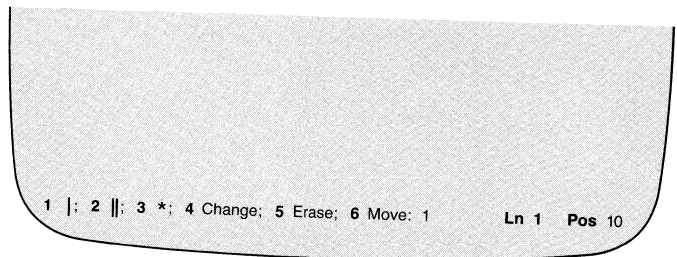 1 |; 2 ‖; 3 *; 4 Change; 5 Erase; 6 Move: 1 Ln 1 Pos 10